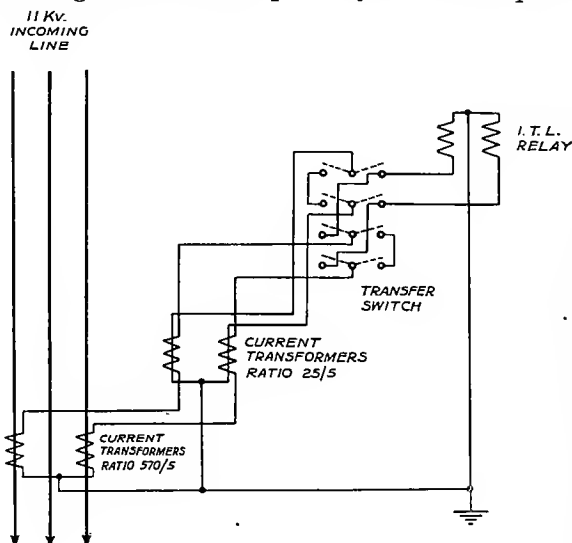 11 Kv.
INCOMING
LINE
I.T.L.
RELAY
TRANSFER
SWITCH
CURRENT
TRANSFORMERS
RATIO 25/5
CURRENT
TRANSFORMERS
RATIO 570/5